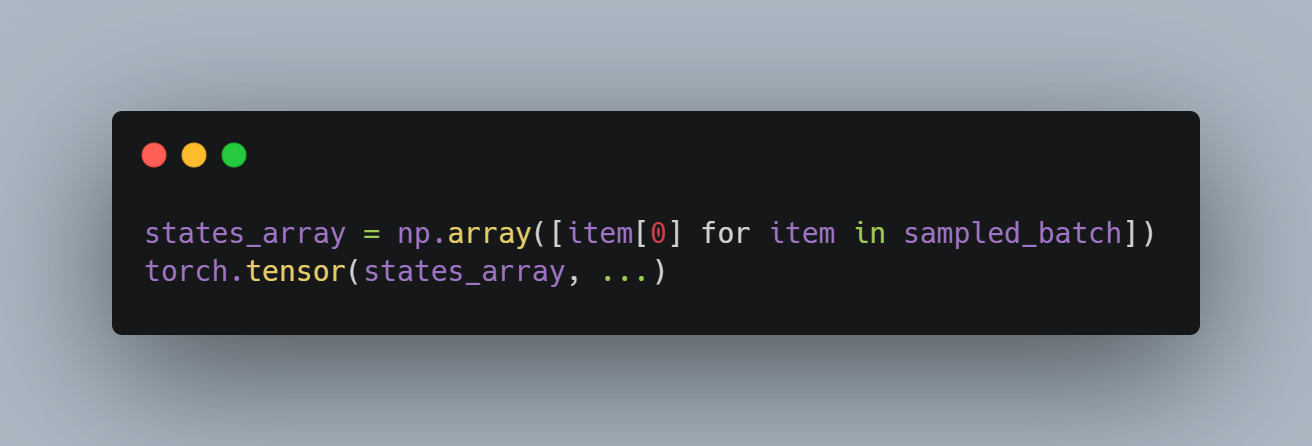 states_array = np.array([item[0] for item in sampled_batch])
torch.tensor(states_array, ...)